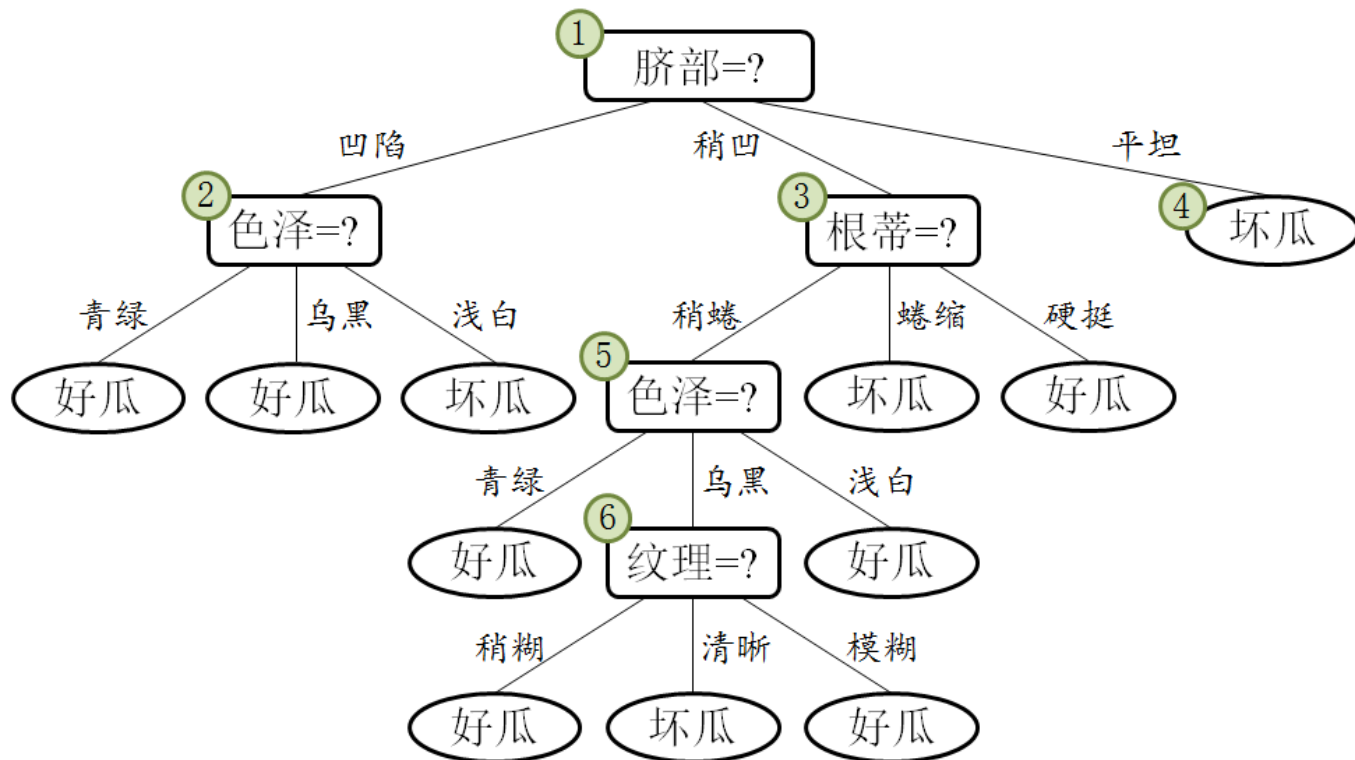 1
脐部=?
凹陷 稍凹 平坦
2 3 4
色泽=? 根蒂=? 坏瓜
青绿 乌黑 浅白 稍蜷 蜷缩 硬挺
5
好瓜 好瓜 坏瓜 色泽=? 坏瓜 好瓜
青绿 乌黑 浅白
6
好瓜 纹理=? 好瓜
稍糊 清晰 模糊
好瓜 坏瓜 好瓜